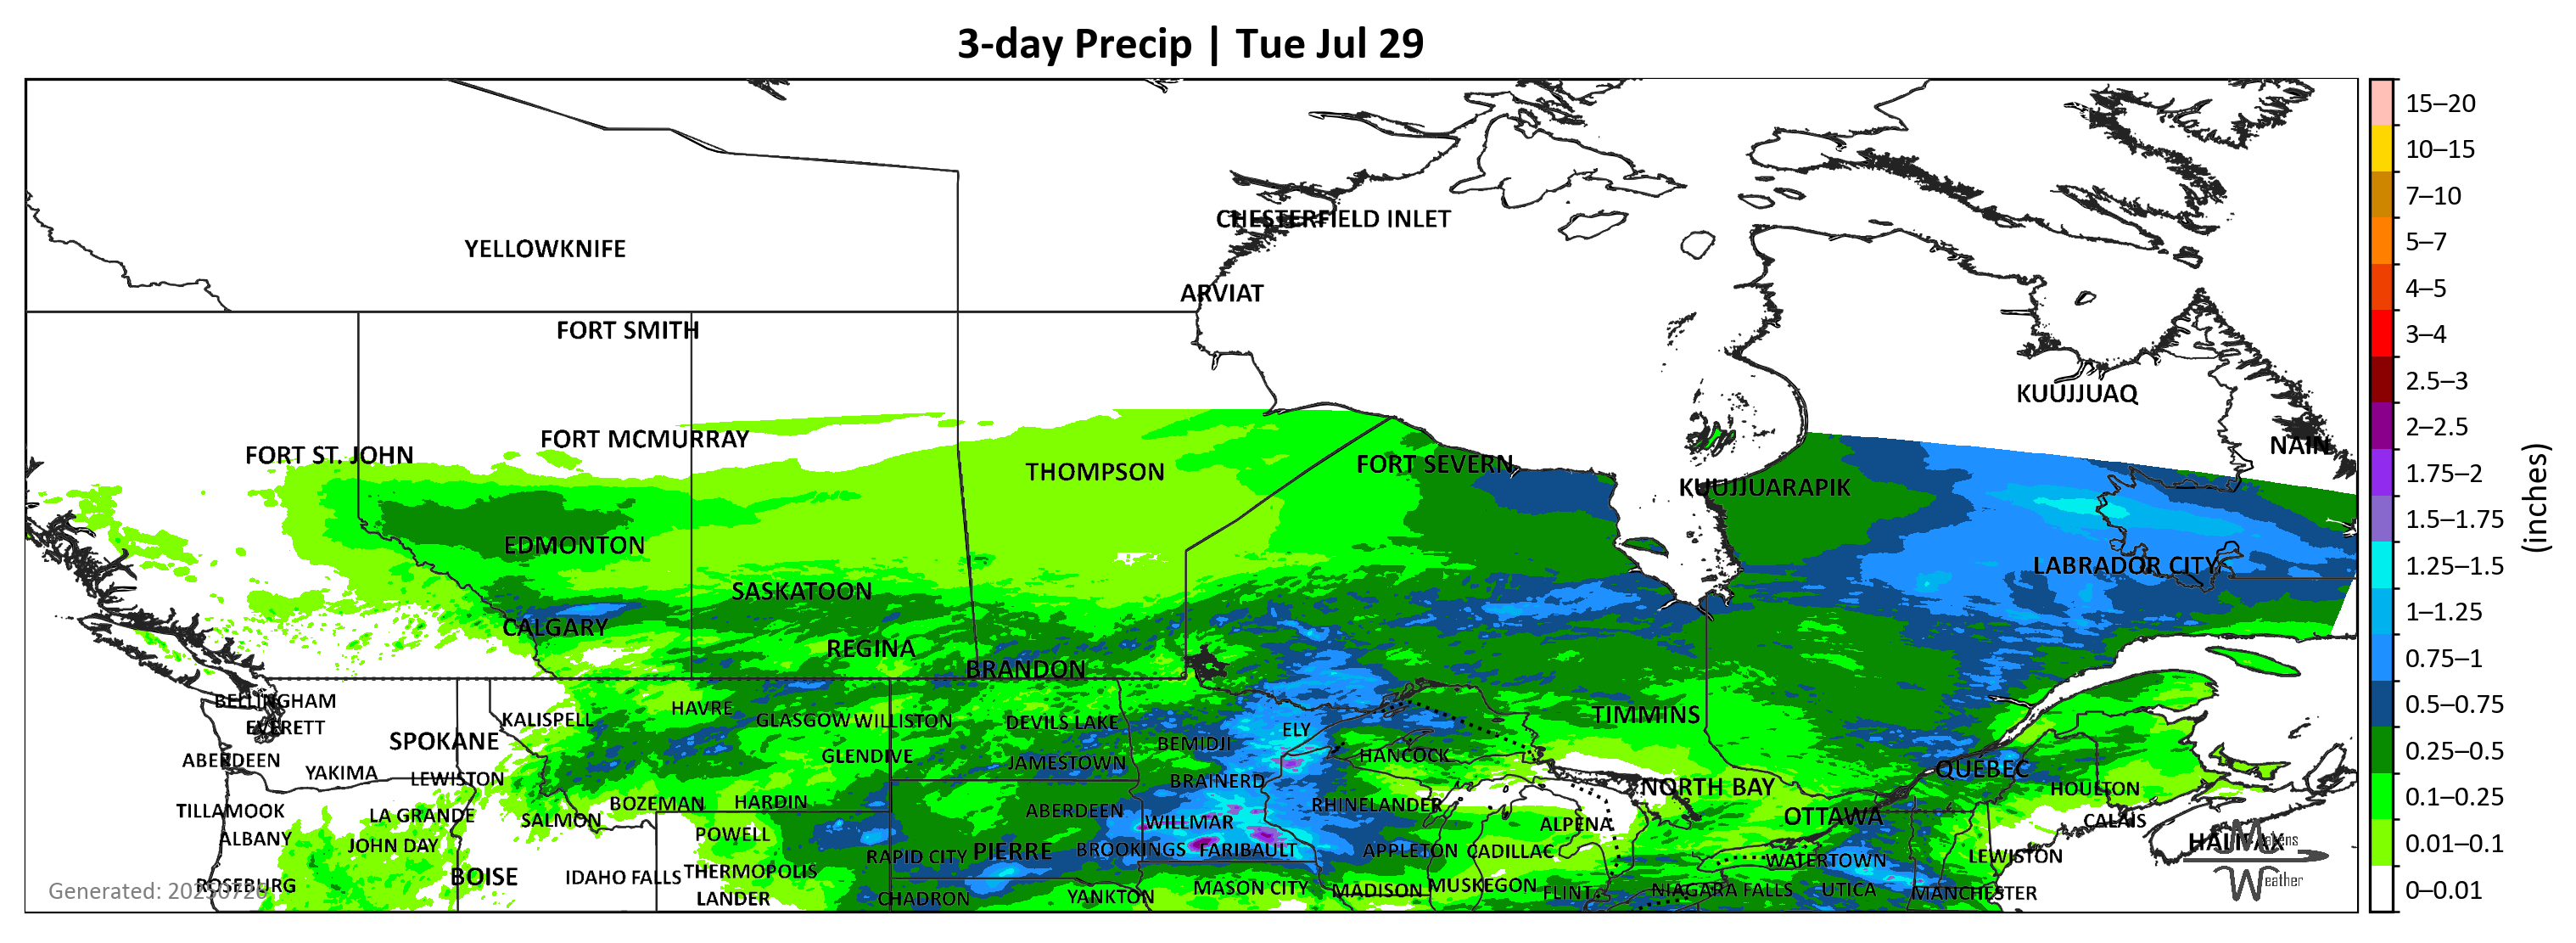 3-day Precip | Tue Jul 29
CHESTERFIELD INLET
YELLOWKNIFE
ARVIAT
FORT SMITH
KUUJJUAQ
FORT MCMURRAY
NAIN
FORT ST. JOHN
THOMPSON
FORT SEVERN
KUUJJUARAPIK
EDMONTON
LABRADOR CITY
SASKATOON
CALGARY
REGINA
BRANDON
BELLINGHAM
HAVRE
KALISPELL
GLASGOW
WILLISTON
DEVILS LAKE
TIMMINS
EVERETT
ELY
SPOKANE
BEMIDJI
GLENDIVE
HANCOCK
ABERDEEN
JAMESTOWN
QUEBEC
YAKIMA
LEWISTON
BRAINERD
NORTH BAY
HOULTON
BOZEMAN
HARDIN
RHINELANDER
TILLAMOOK
LA GRANDE
ABERDEEN
SALMON
WILLMAR
ALPENA
OTTAWA
CALAIS
ALBANY
POWELL
HALIFAX
JOHN DAY
RAPID CITY
PIERRE
BROOKINGS
FARIBAULT
APPLETON
CADILLAC
WATERTOWN
LEWISTON
BOISE
IDAHO FALLS
THERMOPOLIS
ROSEBURG
MASON CITY
MADISON
MUSKEGON
FLINT
NIAGARA FALLS
UTICA
MANCHESTER
LANDER
CHADRON
YANKTON
Weather
15–20
10–15
7–10
5–7
4–5
3–4
2.5–3
2–2.5
1.75–2
1.5–1.75
1.25–1.5
1–1.25
0.75–1
0.5–0.75
0.25–0.5
0.1–0.25
0.01–0.1
0–0.01
(inches)
Generated: 20250728